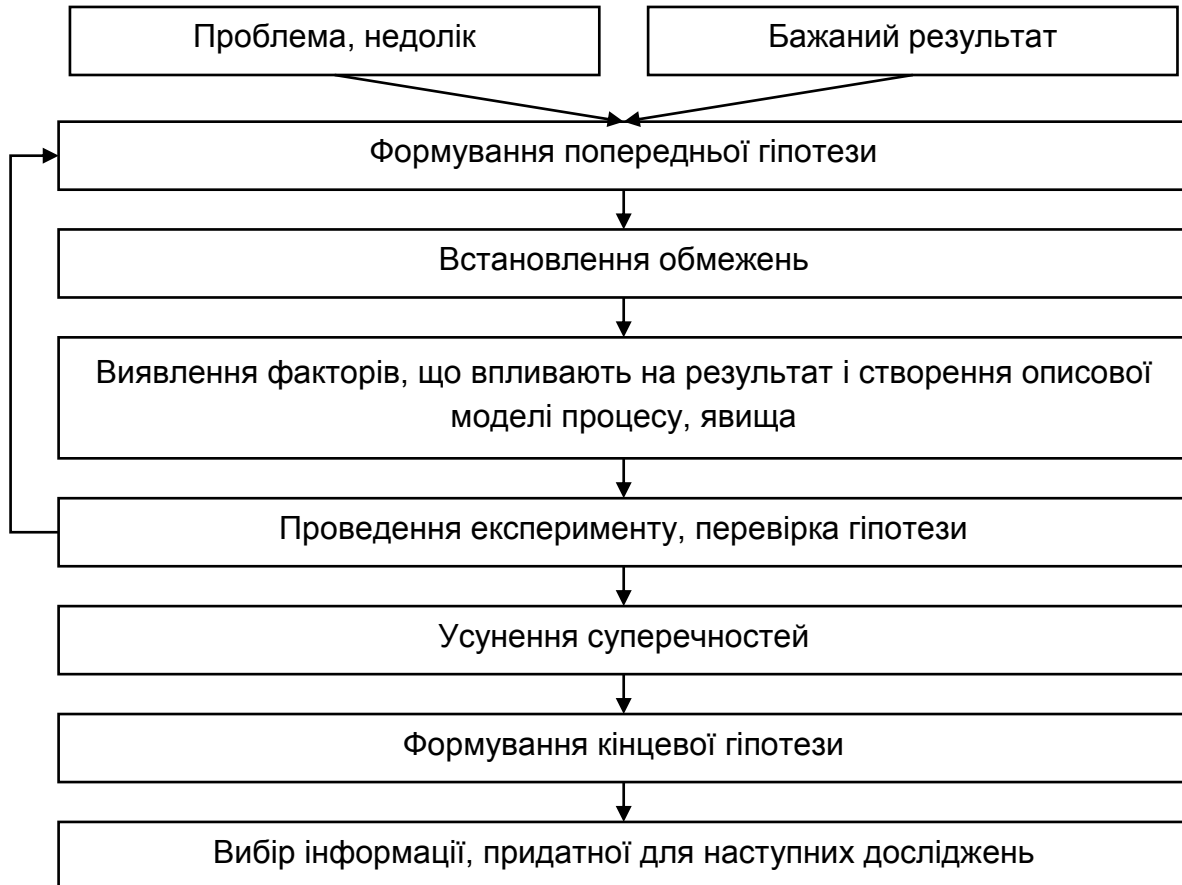 Проблема, недолік
Бажаний результат
Формування попередньої гіпотези
Встановлення обмежень
Виявлення факторів, що впливають на результат і створення описової
моделі процесу, явища
Проведення експерименту, перевірка гіпотези
Усунення суперечностей
Формування кінцевої гіпотези
Вибір інформації, придатної для наступних досліджень